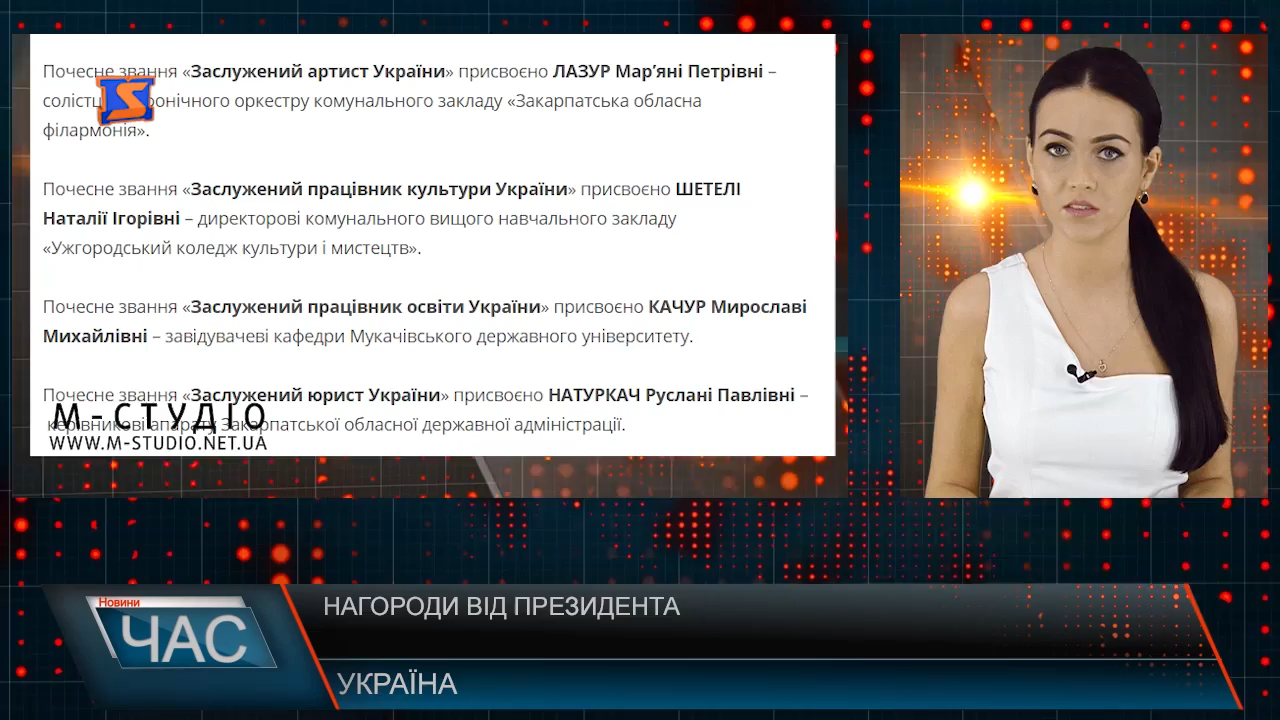 Почесне звання «Заслужений артист України» присвоєно ЛАЗУР Мар’яні Петрівні –
оркестру комунального закладу «Закарпатська обласна
філармонія».
Почесне звання «Заслужений працівник культури України» присвоєно ШЕТЕЛІ
Наталії Ігорівні – директорові комунального вищого навчального закладу
«Ужгородський коледж культури і мистецтв».
Почесне звання «Заслужений працівник освіти України» присвоєно КАЧУР Мирославі
Михайлівні – завідувачеві кафедри Мукачівського державного університету.
Почесне звання «Заслужений юрист України» присвоєно НАТУРКАЧ Руслані Павлівні –
керівникові апарату Закарпатської обласної державної адміністрації.
М-СТУДІО
WWW.M-STUDIO.NET.UA
Новини
ЧАС
НАГОРОДИ ВІД ПРЕЗИДЕНТА
УКРАЇНА